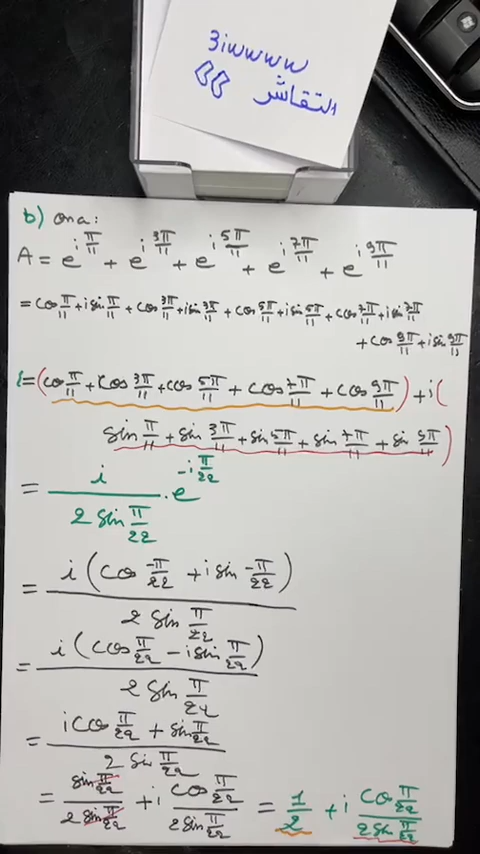 3iwwww
التقاش
b) on a:
A = e^{iπ/11} + e^{i3π/11} + e^{i5π/11} + e^{i7π/11} + e^{i9π/11}
= cos π/11 + i sin π/11 + cos 3π/11 + i sin 3π/11 + cos 5π/11 + i sin 5π/11 + cos 7π/11 + i sin 7π/11
+ cos 9π/11 + i sin 9π/11
= (cos π/11 + cos 3π/11 + cos 5π/11 + cos 7π/11 + cos 9π/11) + i(
sin π/11 + sin 3π/11 + sin 5π/11 + sin 7π/11 + sin 9π/11)
= i / (2 sin π/22) . e^{-iπ/22}
= i(cos -π/22 + i sin -π/22) / (2 sin π/22)
= i(cos π/22 - i sin π/22) / (2 sin π/22)
= (i cos π/22 + sin π/22) / (2 sin π/22)
= (sin π/22) / (2 sin π/22) + i (cos π/22) / (2 sin π/22) = 1/2 + i (cos π/22) / (2 sin π/22)